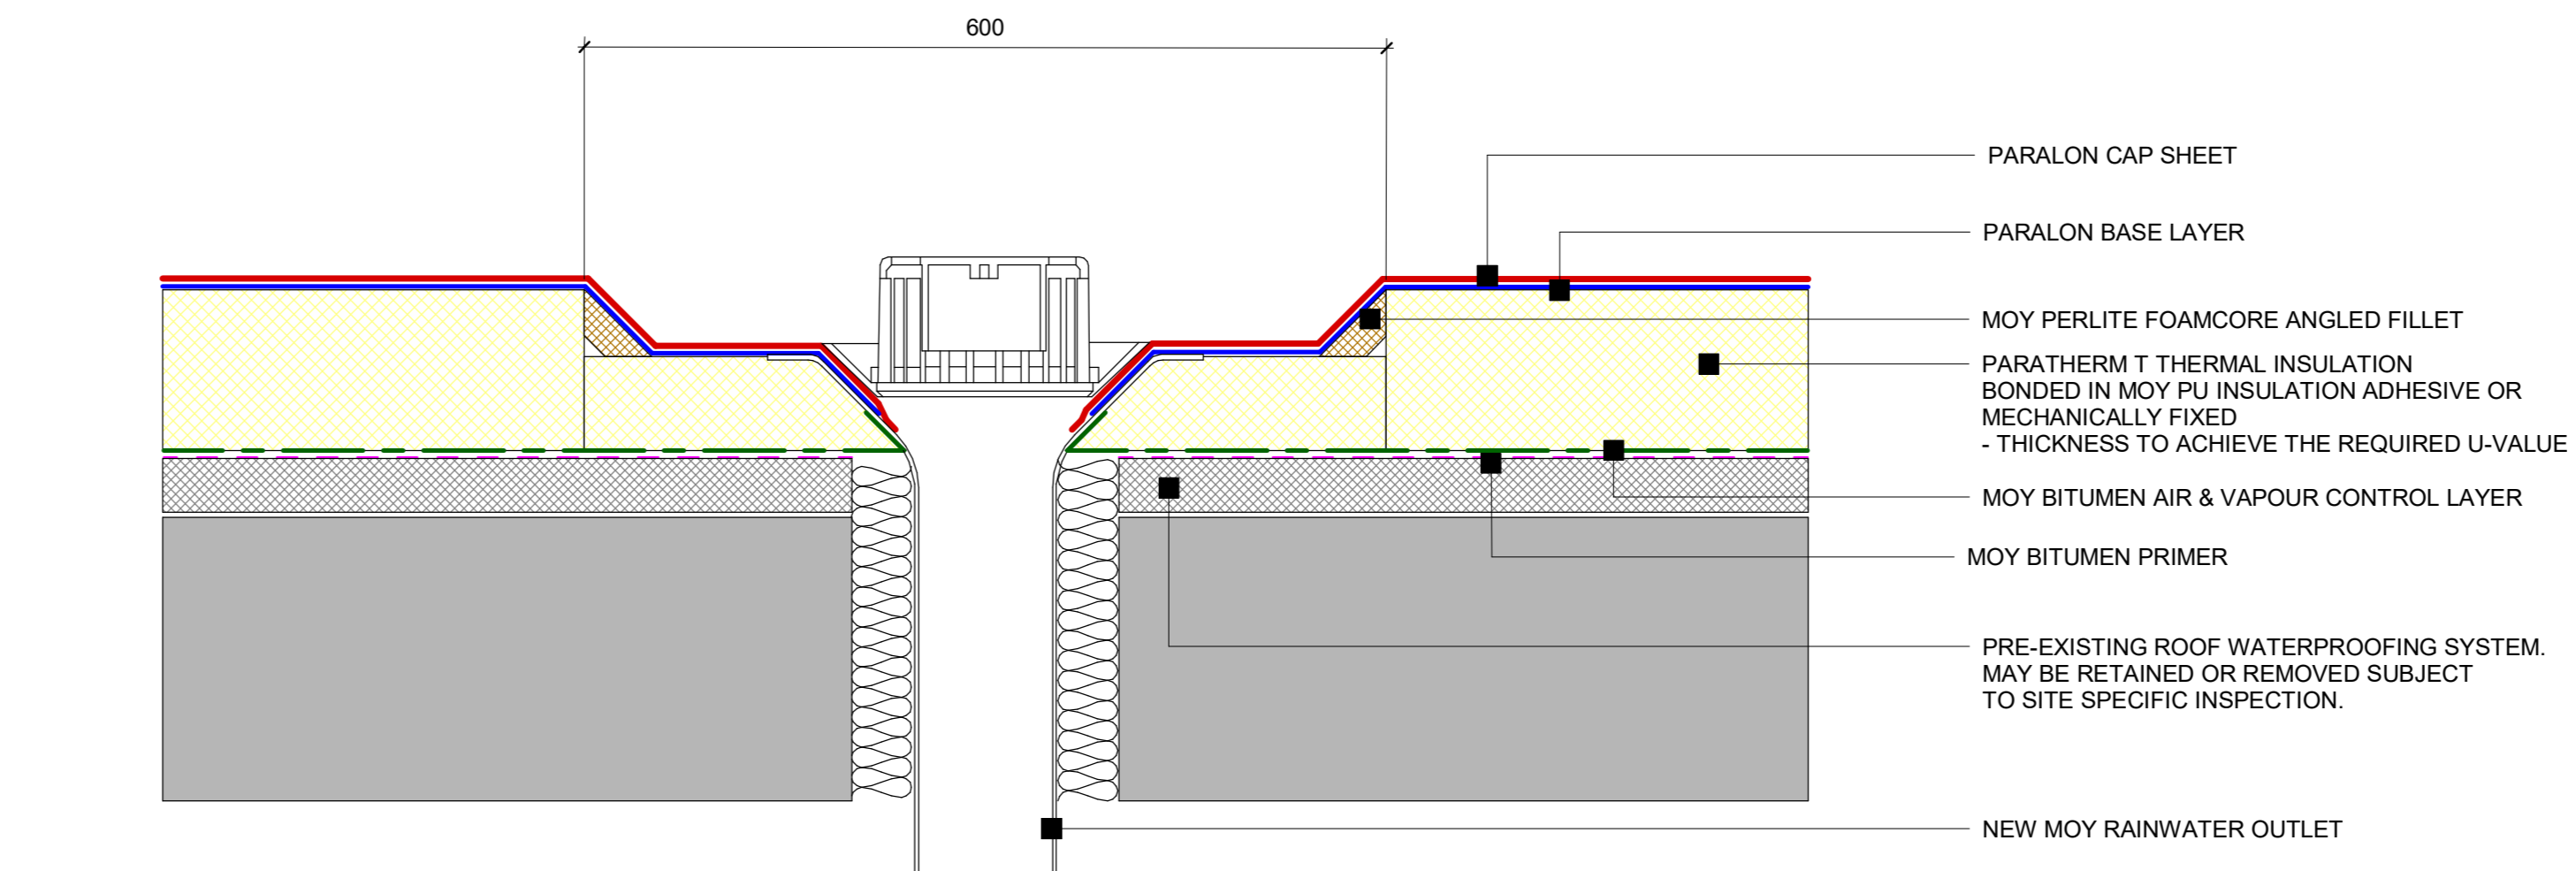 600
PARALON CAP SHEET
PARALON BASE LAYER
MOY PERLITE FOAMCORE ANGLED FILLET
PARATHERM T THERMAL INSULATION
BONDED IN MOY PU INSULATION ADHESIVE OR
MECHANICALLY FIXED
- THICKNESS TO ACHIEVE THE REQUIRED U-VALUE
MOY BITUMEN AIR & VAPOUR CONTROL LAYER
MOY BITUMEN PRIMER
PRE-EXISTING ROOF WATERPROOFING SYSTEM.
MAY BE RETAINED OR REMOVED SUBJECT
TO SITE SPECIFIC INSPECTION.
NEW MOY RAINWATER OUTLET